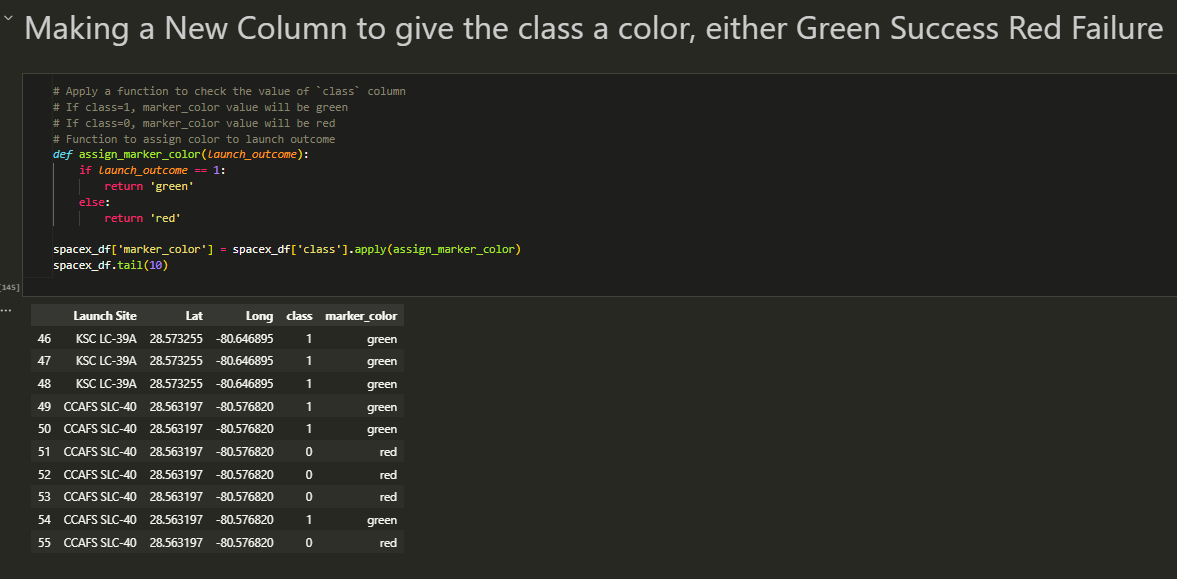 Making a New Column to give the class a color, either Green Success Red Failure
# Apply a function to check the value of `class` column
# If class=1, marker_color value will be green
# If class=0, marker_color value will be red
# Function to assign color to launch outcome
def assign_marker_color(launch_outcome):
    if launch_outcome == 1:
        return 'green'
    else:
        return 'red'
spacex_df['marker_color'] = spacex_df['class'].apply(assign_marker_color)
spacex_df.tail(10)
[145]
Launch Site Lat Long class marker_color
46 KSC LC-39A 28.573255 -80.646895 1 green
47 KSC LC-39A 28.573255 -80.646895 1 green
48 KSC LC-39A 28.573255 -80.646895 1 green
49 CCAFS SLC-40 28.563197 -80.576820 1 green
50 CCAFS SLC-40 28.563197 -80.576820 1 green
51 CCAFS SLC-40 28.563197 -80.576820 0 red
52 CCAFS SLC-40 28.563197 -80.576820 0 red
53 CCAFS SLC-40 28.563197 -80.576820 0 red
54 CCAFS SLC-40 28.563197 -80.576820 1 green
55 CCAFS SLC-40 28.563197 -80.576820 0 red